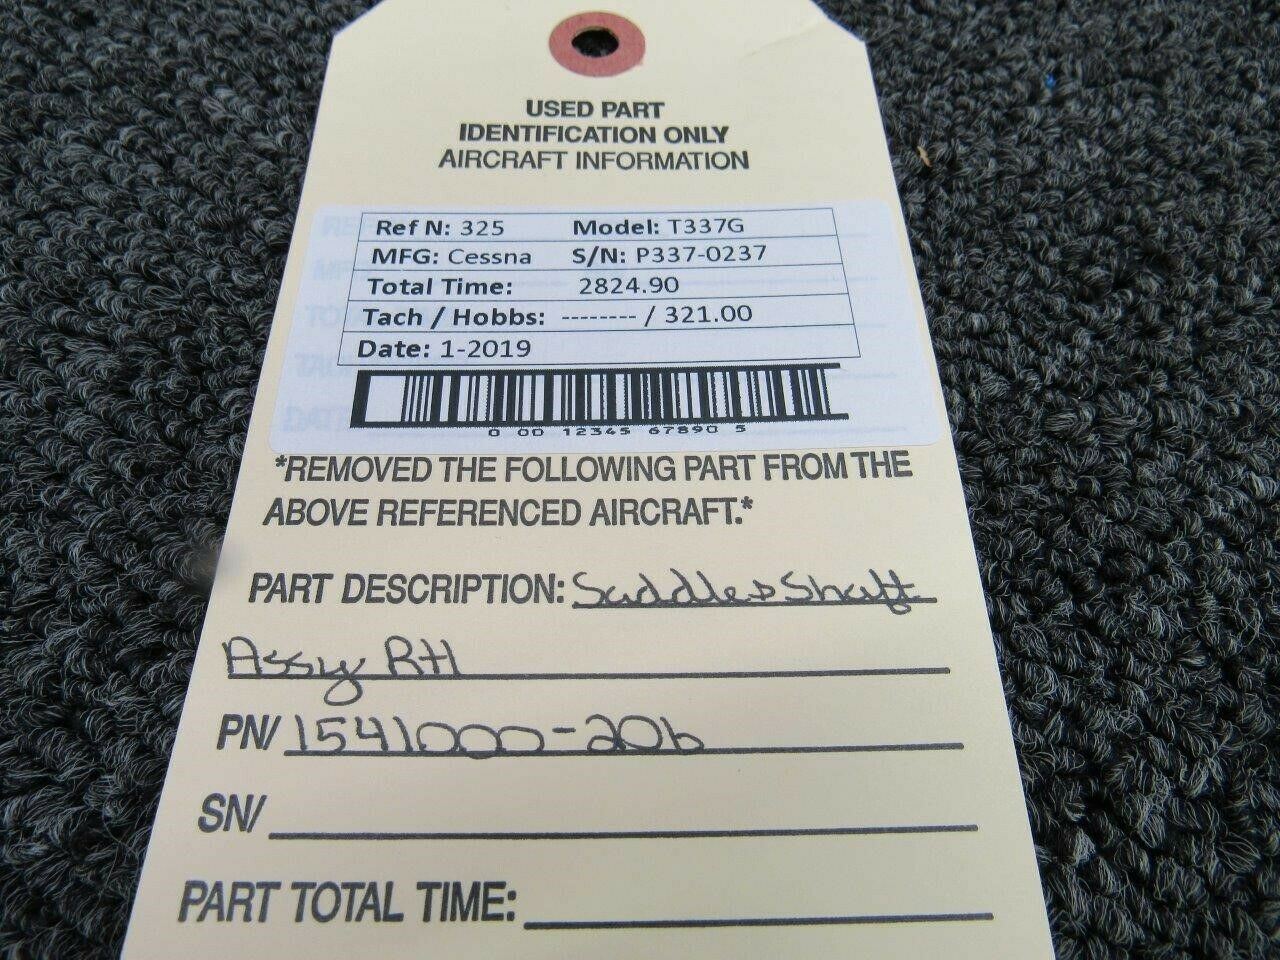 USED PART
IDENTIFICATION ONLY
AIRCRAFT INFORMATION
Ref N: 325 Model: T337G
MFG: Cessna S/N: P337-0237
Total Time: 2824.90
Tach / Hobbs: -------- / 321.00
Date: 1-2019
0 00 12345 67890 5
*REMOVED THE FOLLOWING PART FROM THE
ABOVE REFERENCED AIRCRAFT.*
PART DESCRIPTION: Saddle & Shaft
Assy RH
PN/ 1541000-206
SN/
PART TOTAL TIME: